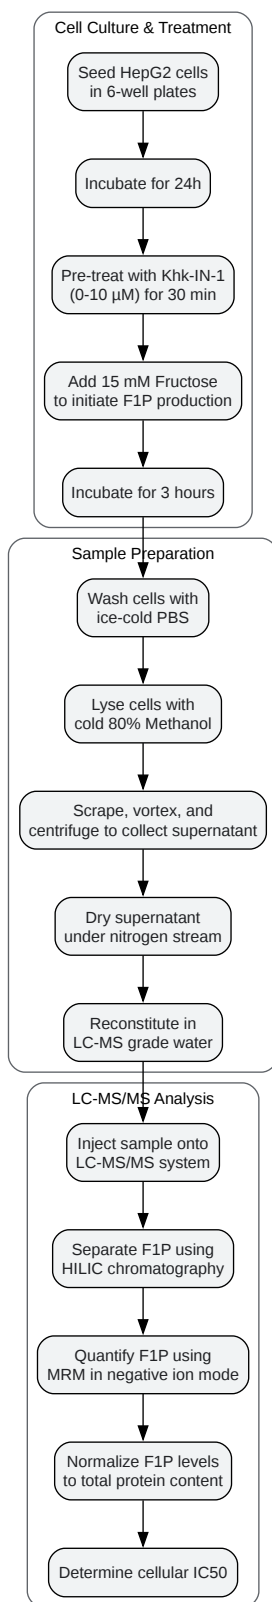 Cell Culture & Treatment
Seed HepG2 cells
in 6-well plates
Incubate for 24h
Pre-treat with Khk-IN-1
(0-10 µM) for 30 min
Add 15 mM Fructose
to initiate F1P production
Incubate for 3 hours
Sample Preparation
Wash cells with
ice-cold PBS
Lyse cells with
cold 80% Methanol
Scrape, vortex, and
centrifuge to collect supernatant
Dry supernatant
under nitrogen stream
Reconstitute in
LC-MS grade water
LC-MS/MS Analysis
Inject sample onto
LC-MS/MS system
Separate F1P using
HILIC chromatography
Quantify F1P using
MRM in negative ion mode
Normalize F1P levels
to total protein content
Determine cellular IC50